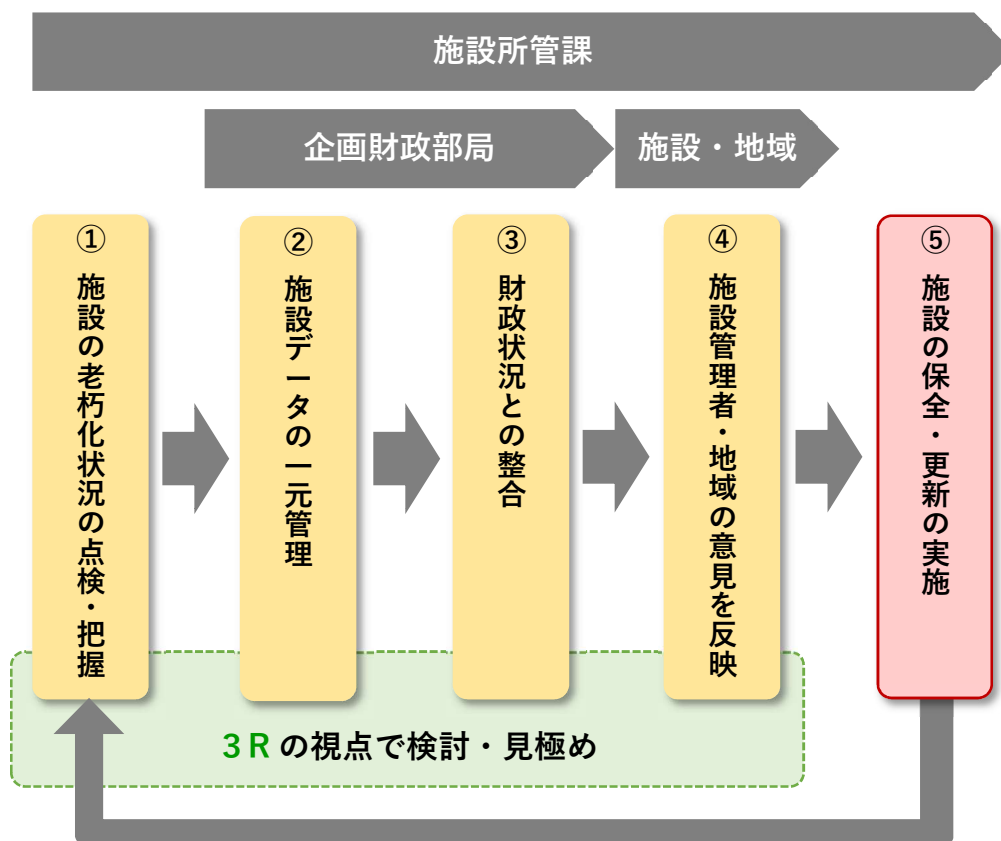 施設所管課
企画財政部局
施設・地域
①
施設の老朽化状況の点検・把握
②
施設データの一元管理
③
財政状況との整合
④
施設管理者・地域の意見を反映
⑤
施設の保全・更新の実施
３Ｒの視点で検討・見極め